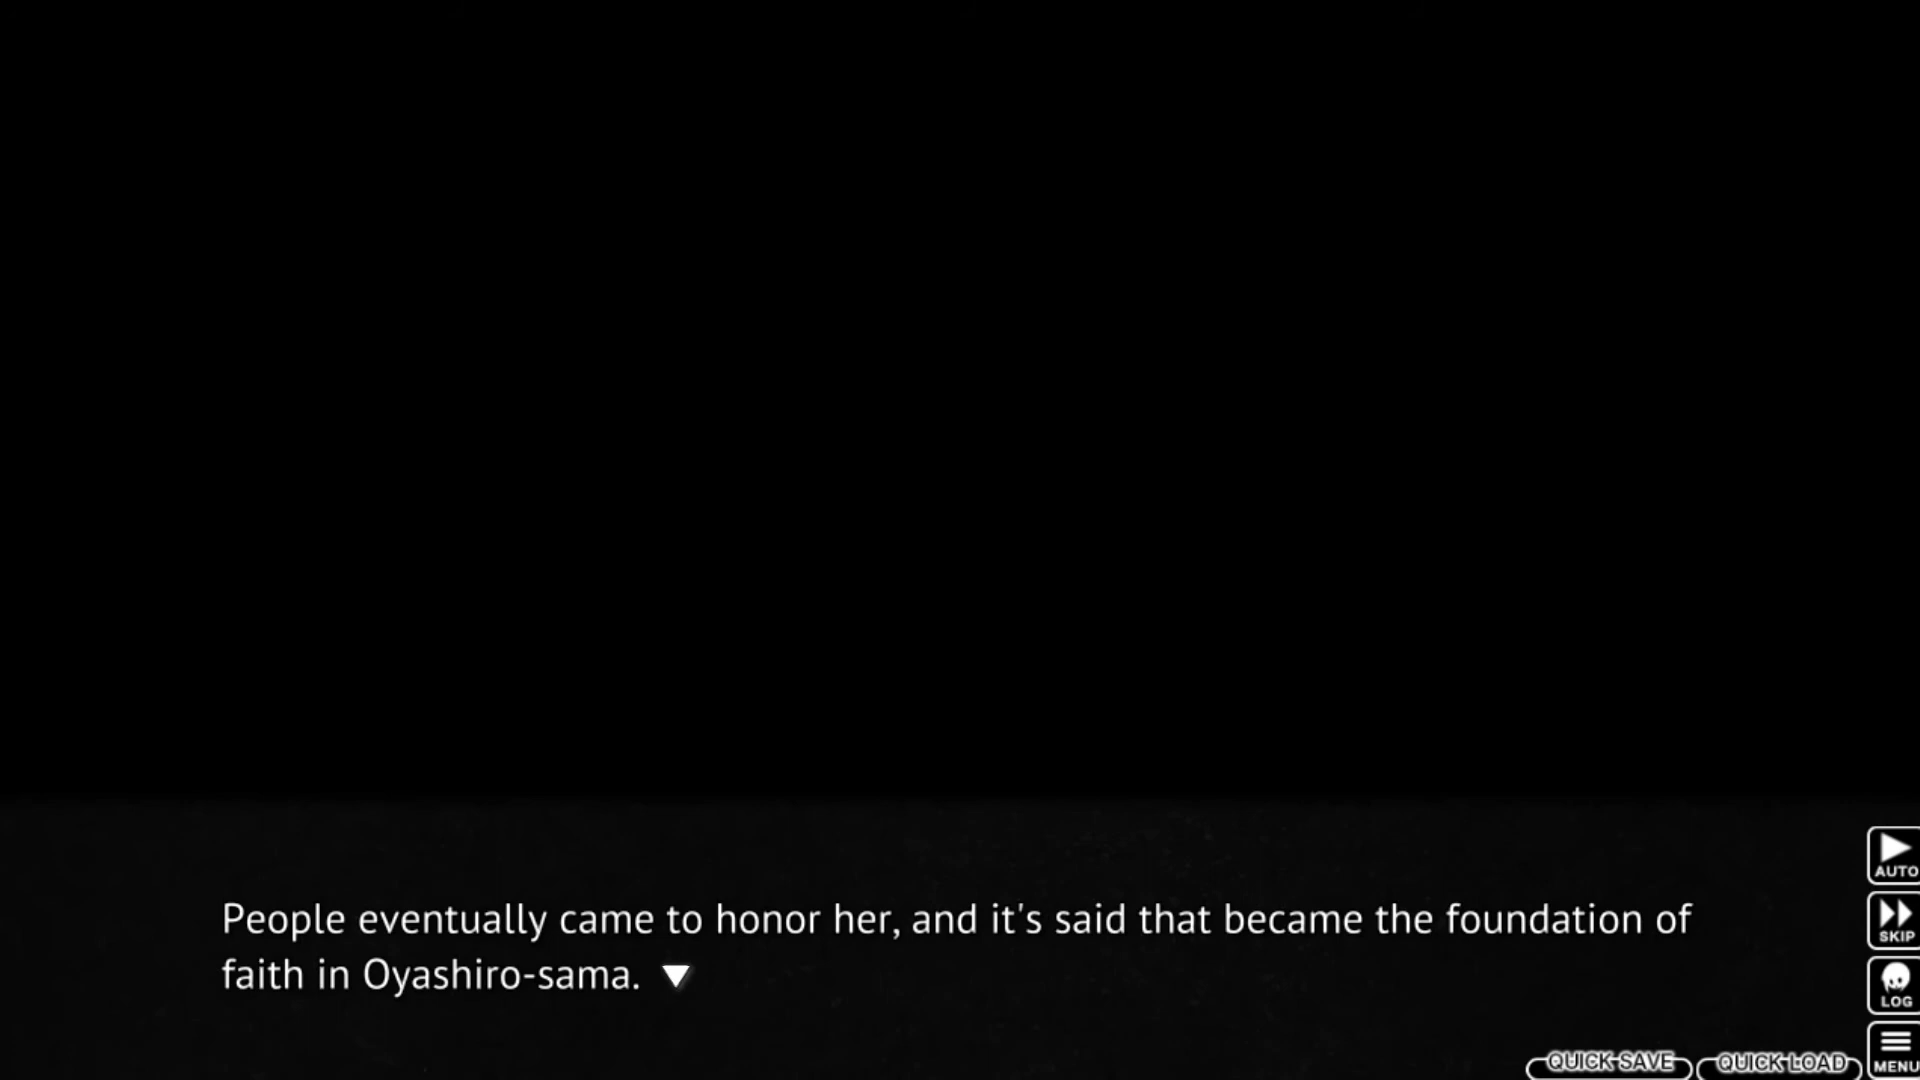 People eventually came to honor her, and it's said that became the foundation of
faith in Oyashiro-sama.
AUTO
SKIP
LOG
MENU
QUICK SAVE
QUICK LOAD